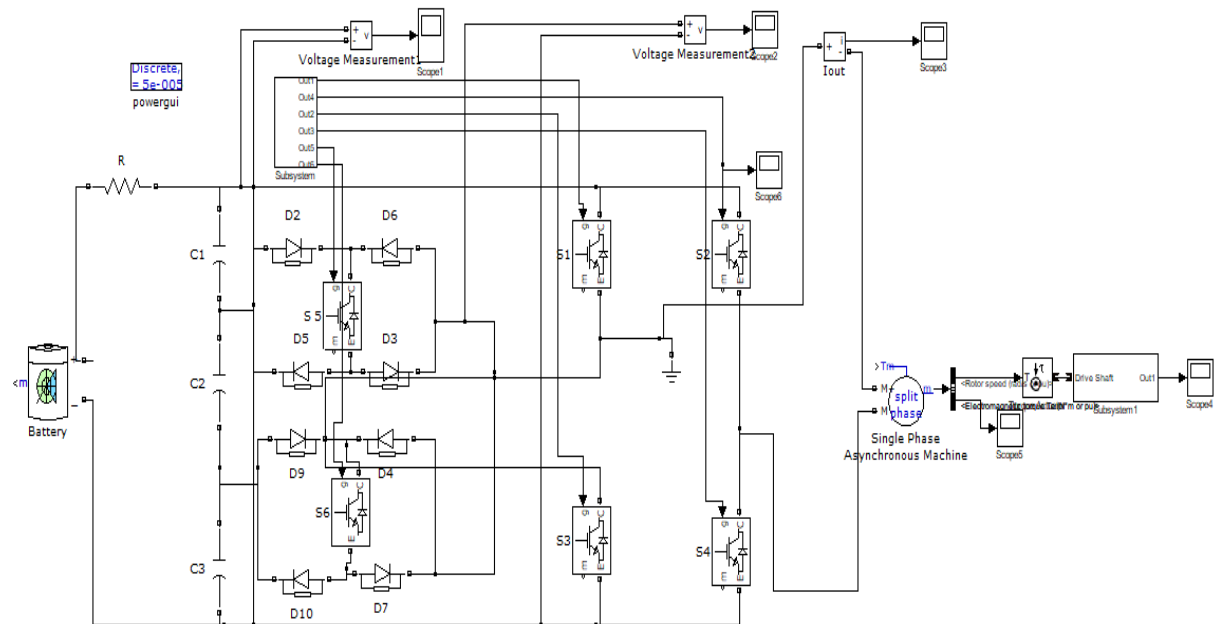 +
-
v
Voltage Measurement1
Scope1
+
-
v
Voltage Measurement2
Scope2
+
i
-
Iout
Scope3
Discrete,
= 5e-005
powergui
Out1
Out4
Out2
Out3
Out5
Out6
Subsystem
Scope6
R
D2
D6
C1
g
C
S1
m
E
g
C
S2
m
E
g
C
S 5
m
E
D5
D3
C2
+
<m
_
Battery
>Tm
M+
split
phase
m
M
Single Phase
Asynchronous Machine
T
τ
Drive Shaft
Out1
Subsystem1
Scope4
Scope5
D9
D4
g
C
S6
m
E
g
C
S3
m
E
g
C
S4
m
E
C3
D10
D7